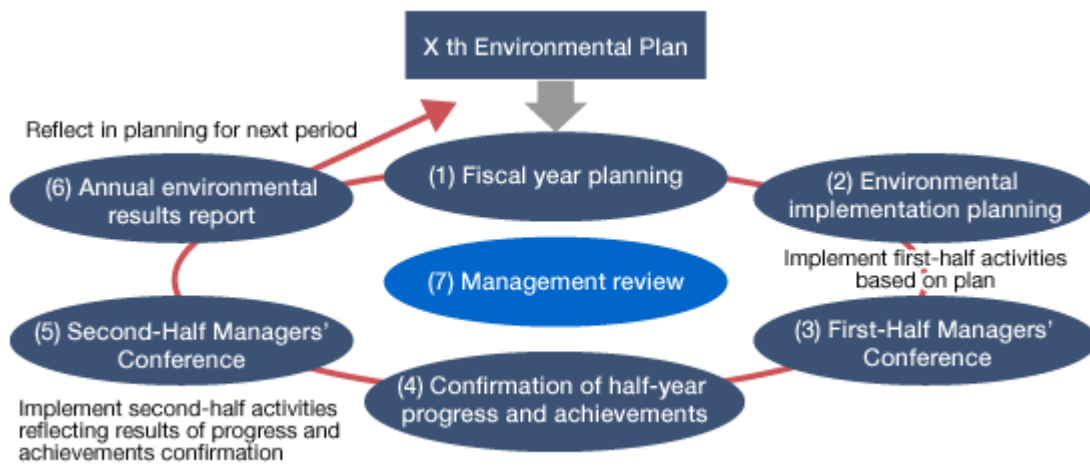 X th Environmental Plan
Reflect in planning for next period
(1) Fiscal year planning
(2) Environmental
implementation planning
Implement first-half activities
based on plan
(3) First-Half Managers’
Conference
(4) Confirmation of half-year
progress and achievements
(5) Second-Half Managers’
Conference
Implement second-half activities
reflecting results of progress and
achievements confirmation
(6) Annual environmental
results report
(7) Management review